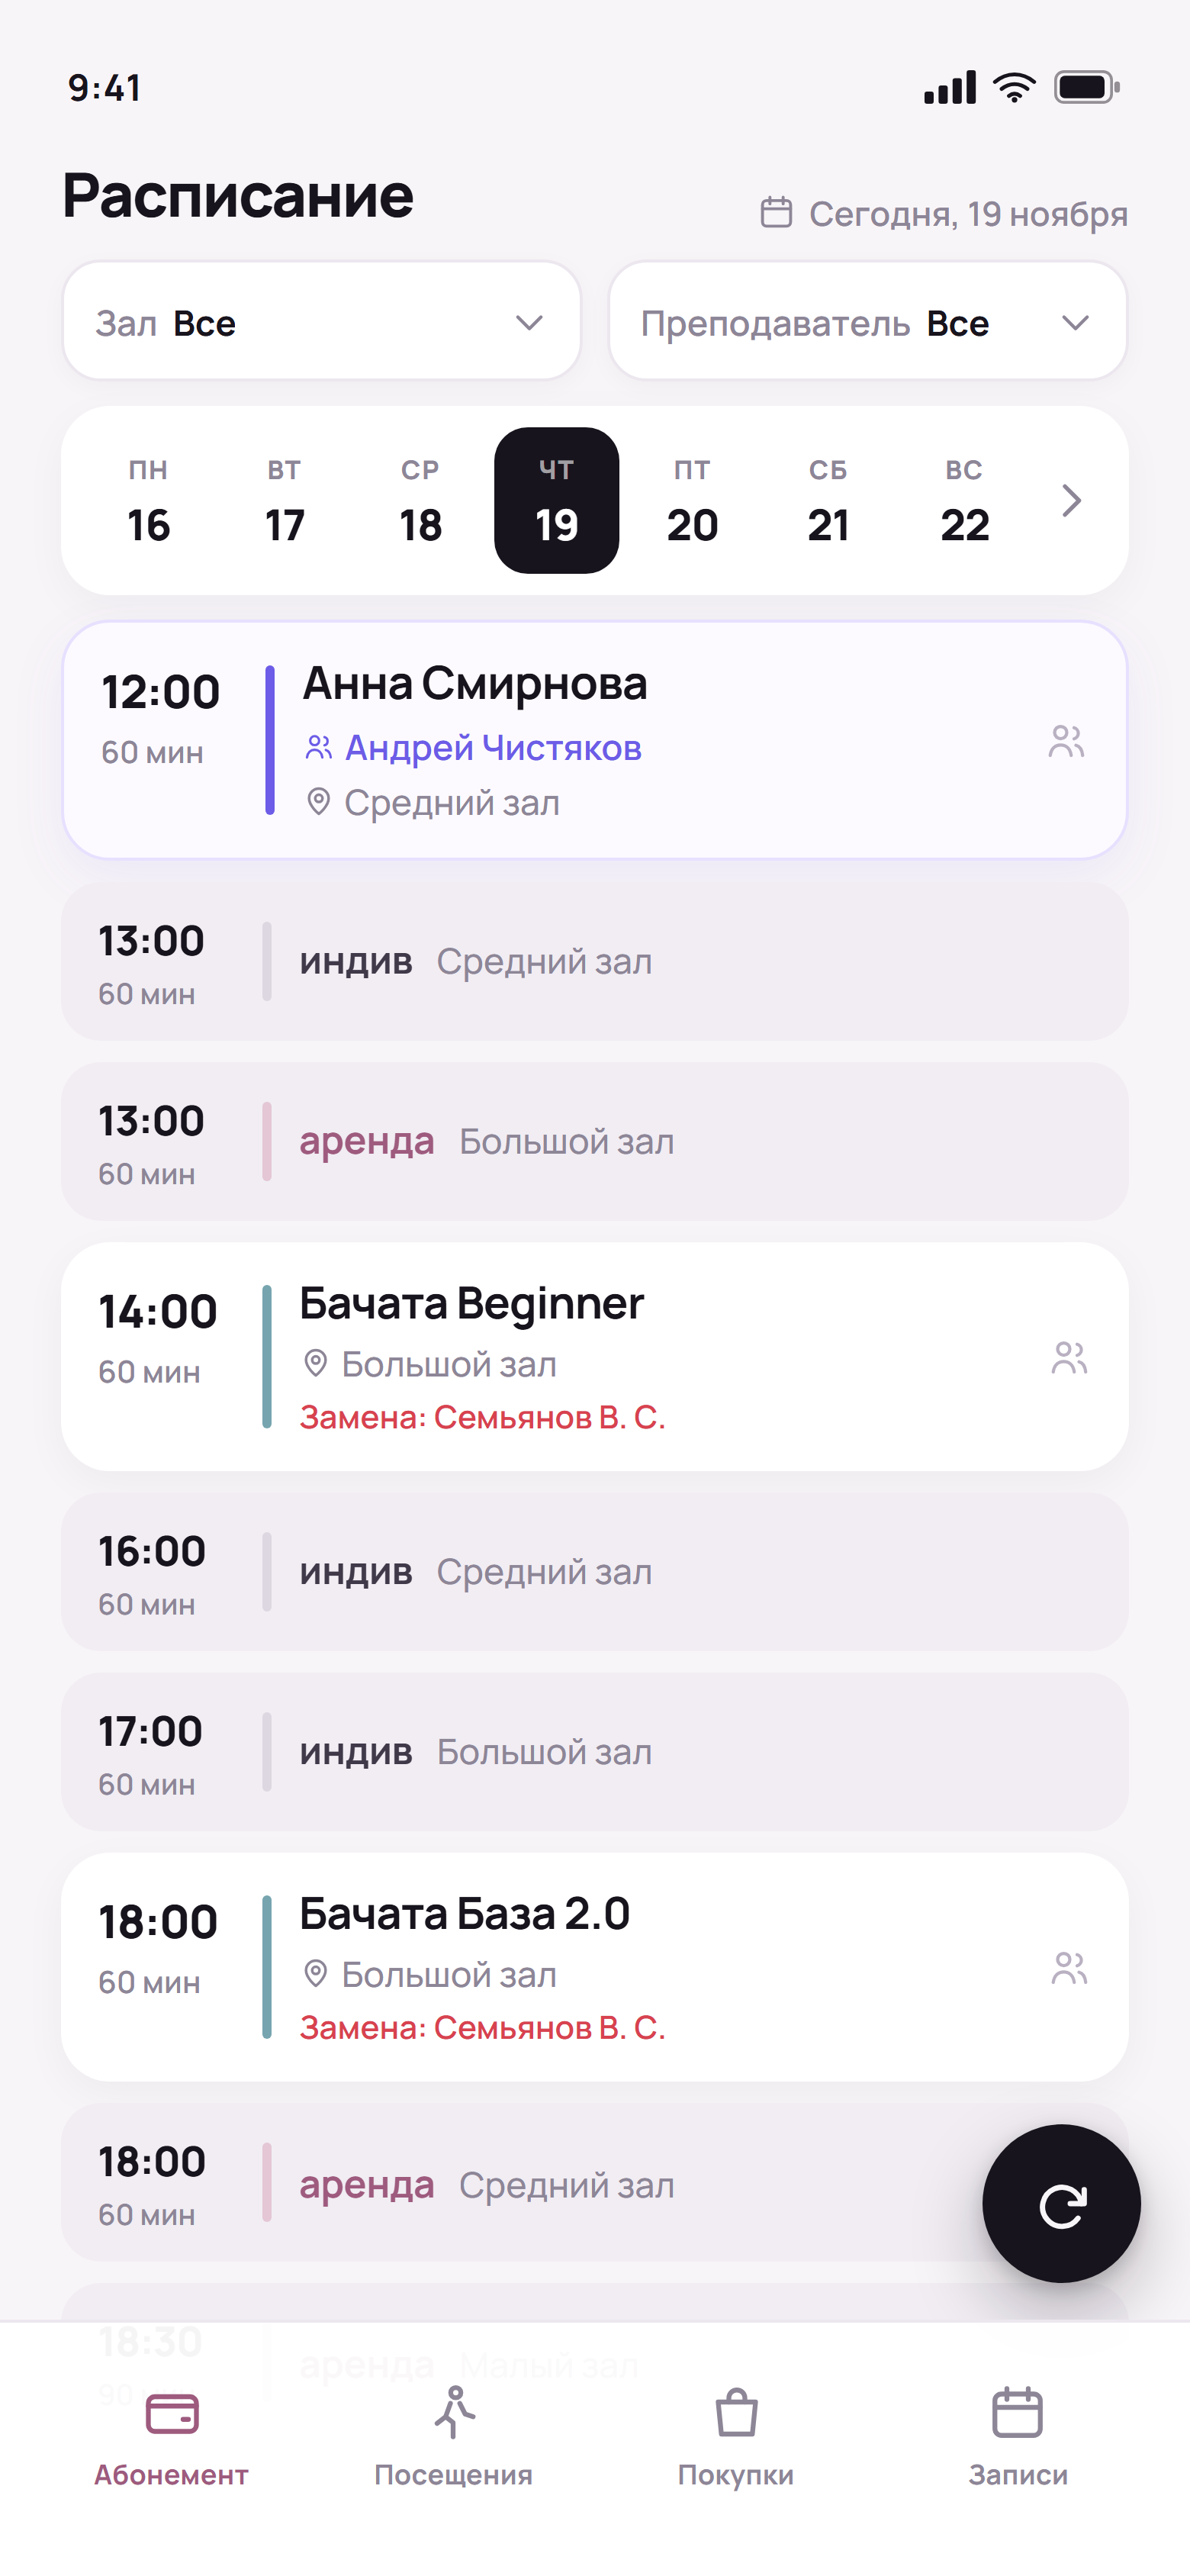 9:41
Расписание
Сегодня, 19 ноября
Зал Все
Преподаватель Все
ПН ВТ СР ЧТ ПТ СБ ВС
16 17 18 19 20 21 22
12:00
60 мин
Анна Смирнова
Андрей Чистяков
Средний зал
13:00
60 мин
индив Средний зал
13:00
60 мин
аренда Большой зал
14:00
60 мин
Бачата Beginner
Большой зал
Замена: Семьянов В. С.
16:00
60 мин
индив Средний зал
17:00
60 мин
индив Большой зал
18:00
60 мин
Бачата База 2.0
Большой зал
Замена: Семьянов В. С.
18:00
60 мин
аренда Средний зал
18:30
90
аренда Малый зал
Абонемент
Посещения
Покупки
Записи